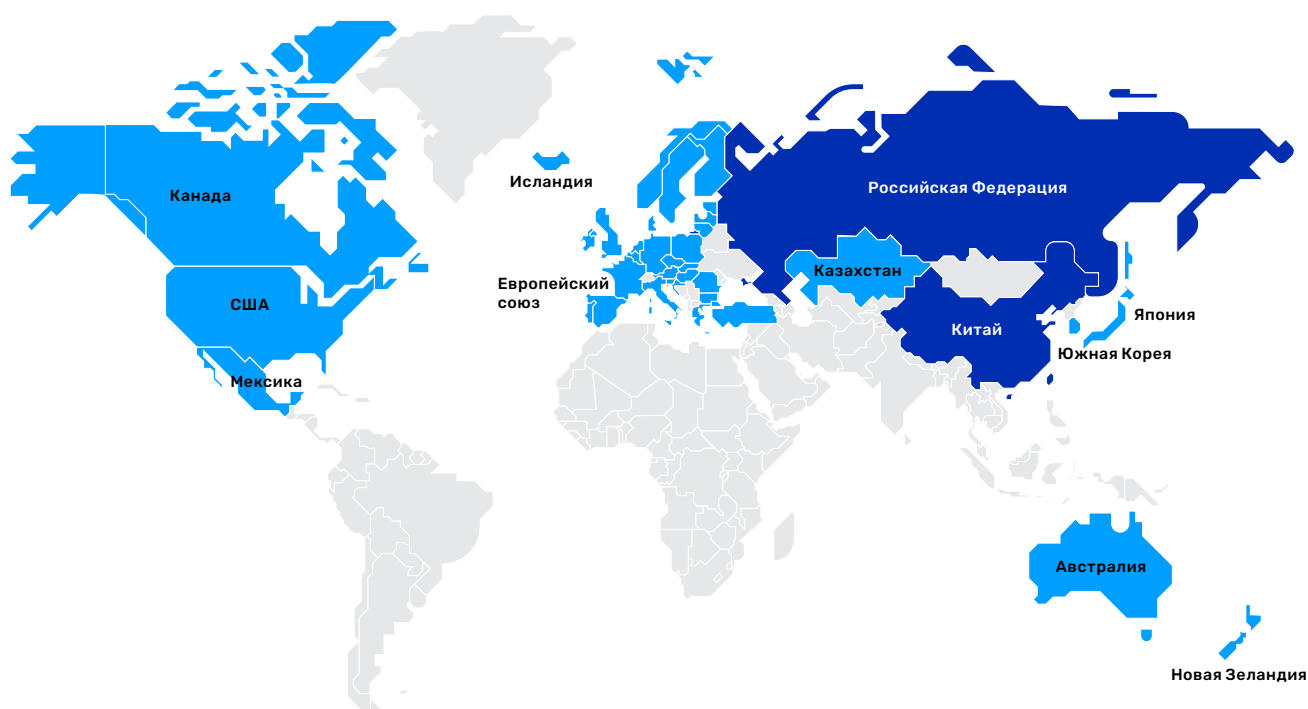 Исландия
Российская Федерация
Канада
Казахстан
Европейский
союз
США
Япония
Китай
Южная Корея
Мексика
Австралия
Новая Зеландия